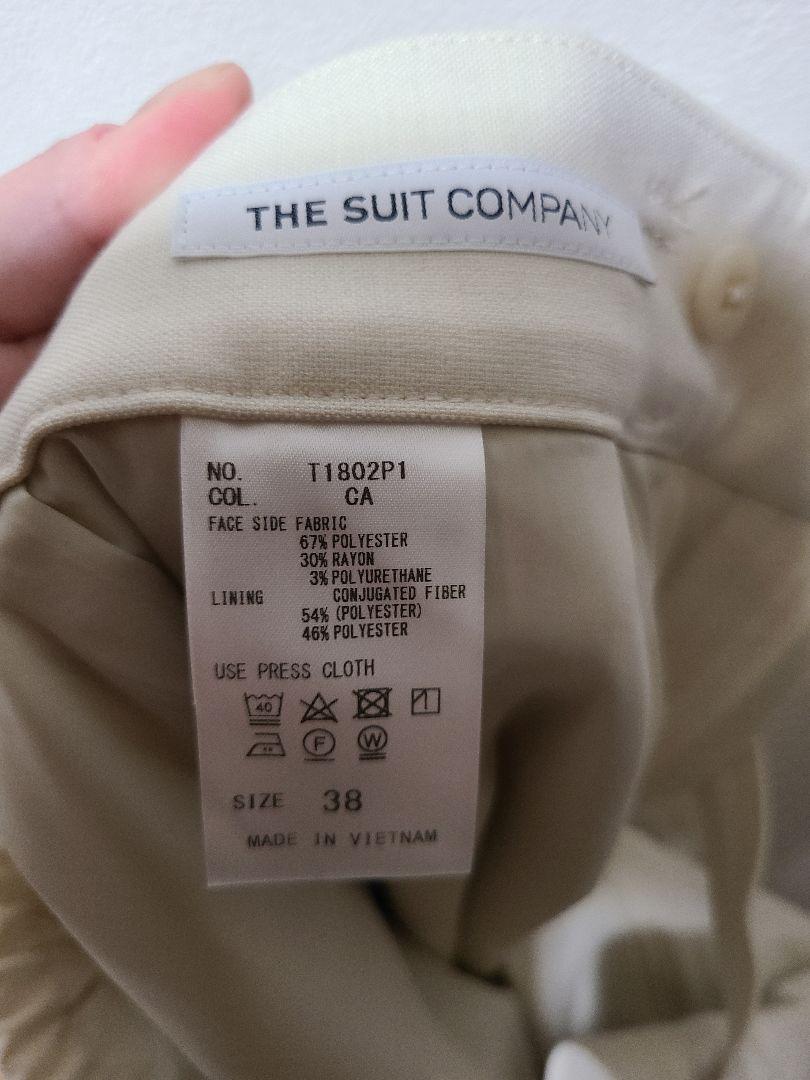 THE SUIT COMPANY
NO. T1802P1
COL. CA
FACE SIDE FABRIC
67% POLYESTER
30% RAYON
3% POLYURETHANE
LINING CONJUGATED FIBER
54% (POLYESTER)
46% POLYESTER
USE PRESS CLOTH
40
F W
SIZE 38
MADE IN VIETNAM